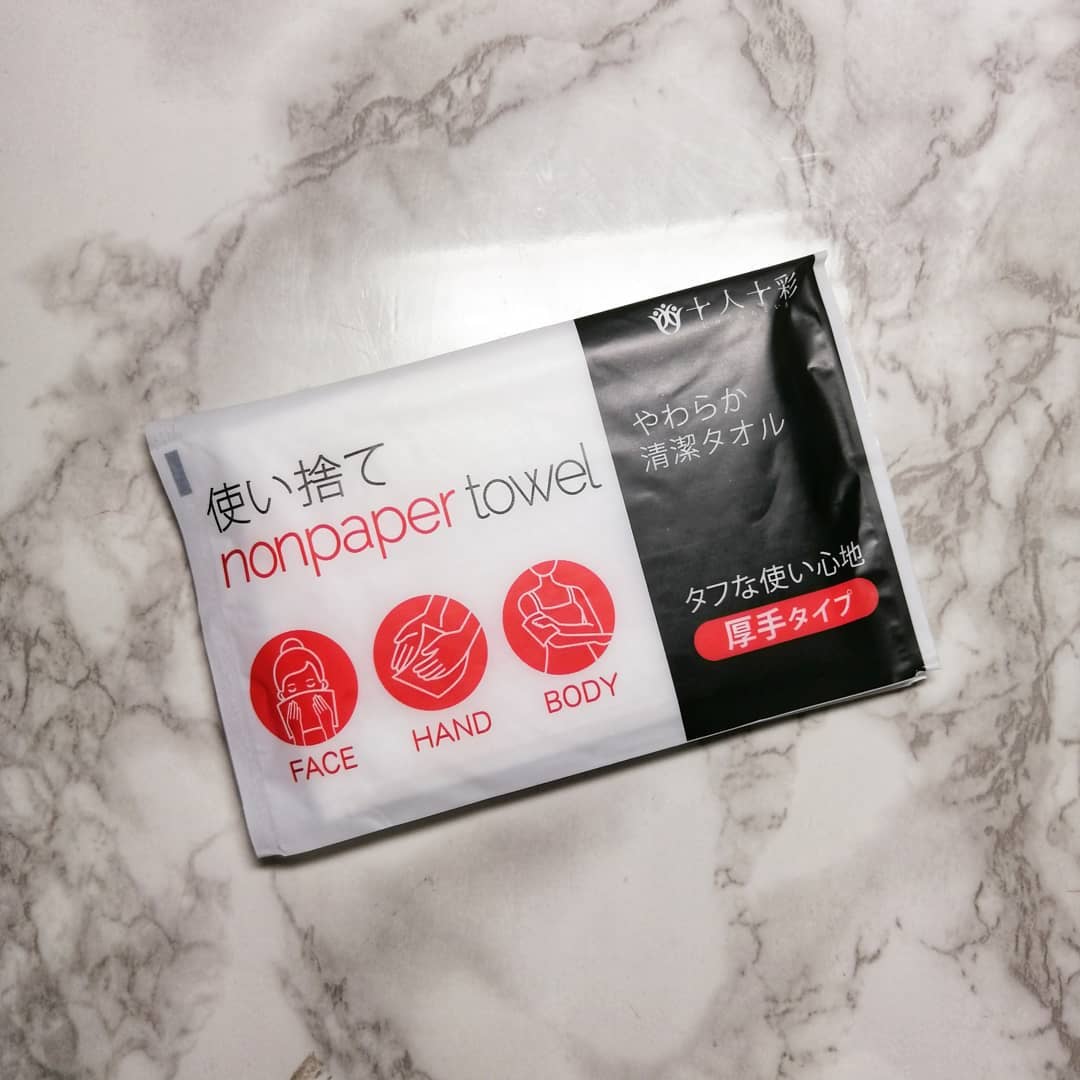 使い捨て
nonpaper towel
FACE
HAND
BODY
十人十彩
やわらか
清潔タオル
タフな使い心地
厚手タイプ